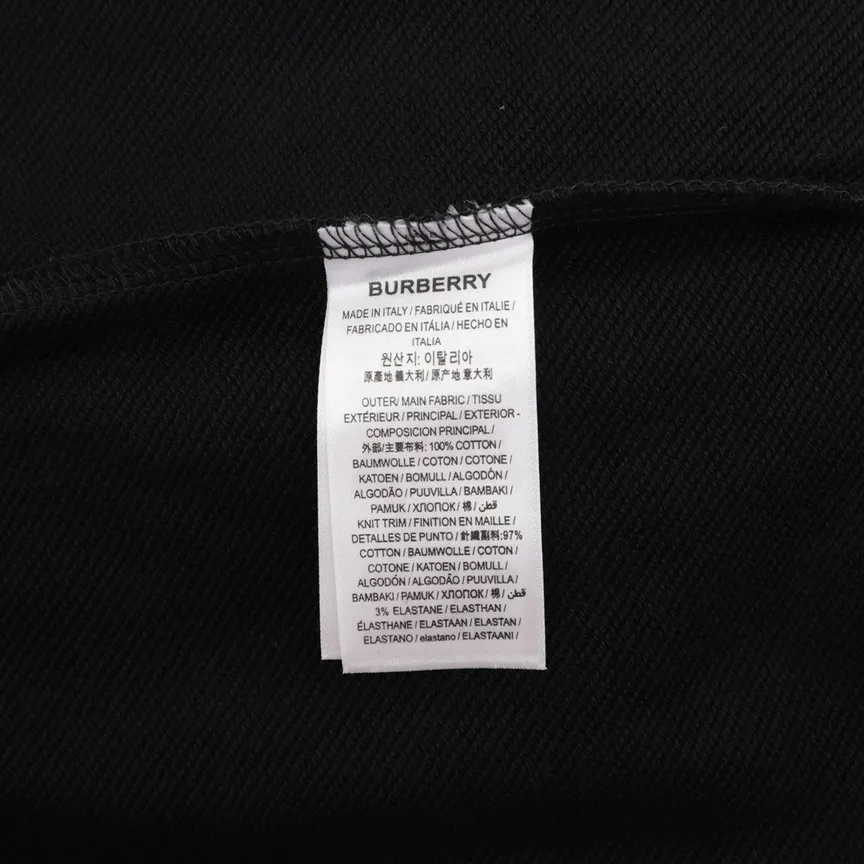 BURBERRY
MADE IN ITALY / FABRIQUÉ EN ITALIE /
FABRICADO EN ITÁLIA / HECHO EN
ITALIA
원산지: 이탈리아
原產地 義大利 / 原产地 意大利
OUTER/ MAIN FABRIC / TISSU
EXTÉRIEUR / PRINCIPAL / EXTERIOR -
COMPOSICION PRINCIPAL /
外部/主要布料: 100% COTTON /
BAUMWOLLE / COTON / COTONE /
KATOEN / BOMULL / ALGODÓN /
ALGODÃO / PUUVILLA / BAMBAKI /
PAMUK / ХЛОПОК / 棉 / قطن
KNIT TRIM / FINITION EN MAILLE /
DETALLES DE PUNTO / 針織副料:97%
COTTON / BAUMWOLLE / COTON /
COTONE / KATOEN / BOMULL /
ALGODÓN / ALGODÃO / PUUVILLA /
BAMBAKI / PAMUK / ХЛОПОК / 棉 / قطن
3% ELASTANE / ELASTHAN /
ÉLASTHANE / ELASTAAN / ELASTAN /
ELASTANO / elastano / ELASTAANI /